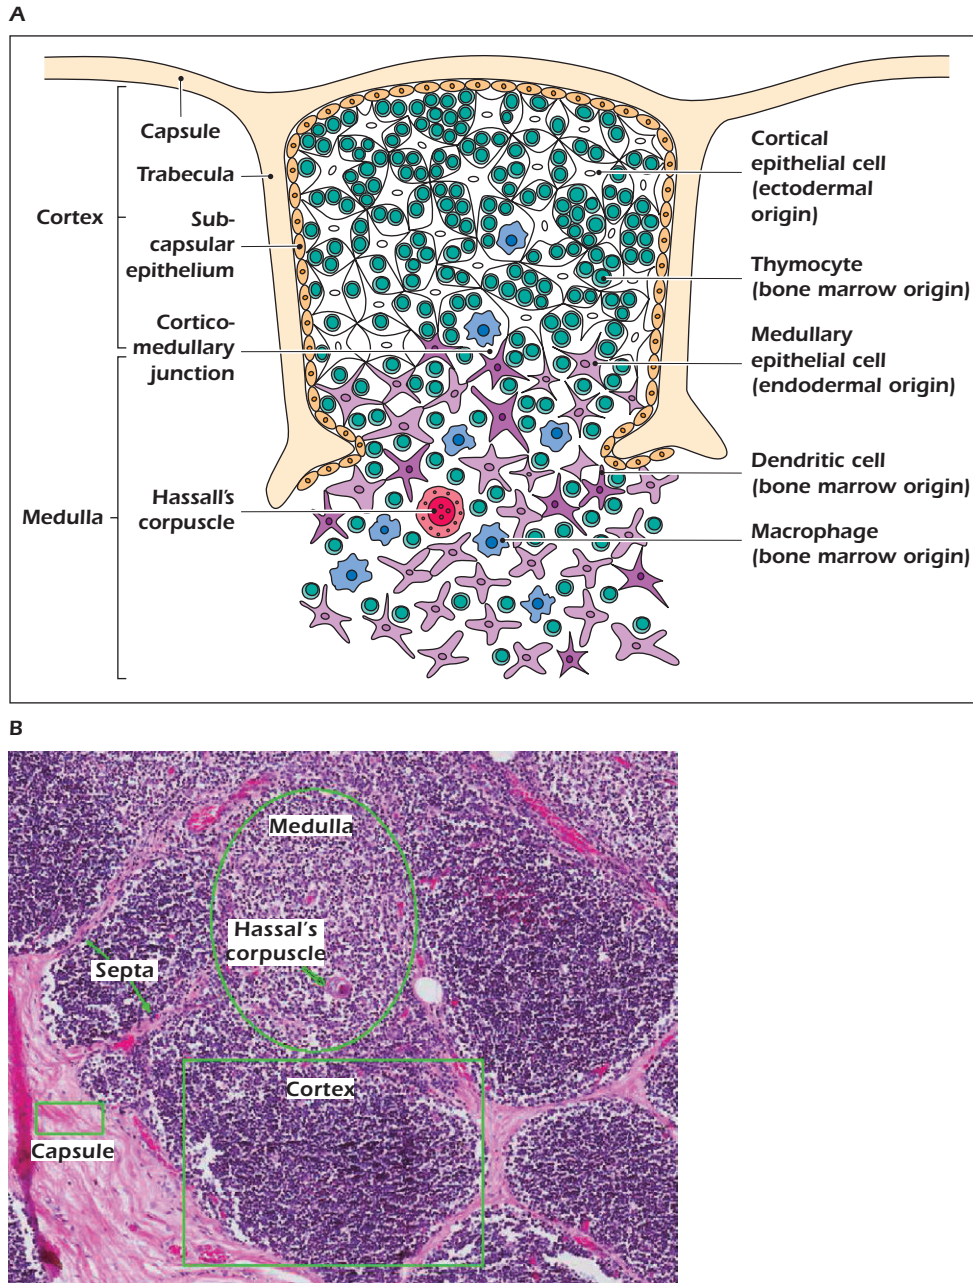 A
Capsule
Trabecula
Cortex
Sub-
capsular
epithelium
Cortico-
medullary
junction
Hassall's
corpuscle
Medulla
Cortical
epithelial cell
(ectodermal
origin)
Thymocyte
(bone marrow origin)
Medullary
epithelial cell
(endodermal origin)
Dendritic cell
(bone marrow origin)
Macrophage
(bone marrow origin)
B
Medulla
Hassal's
corpuscle
Septa
Cortex
Capsule